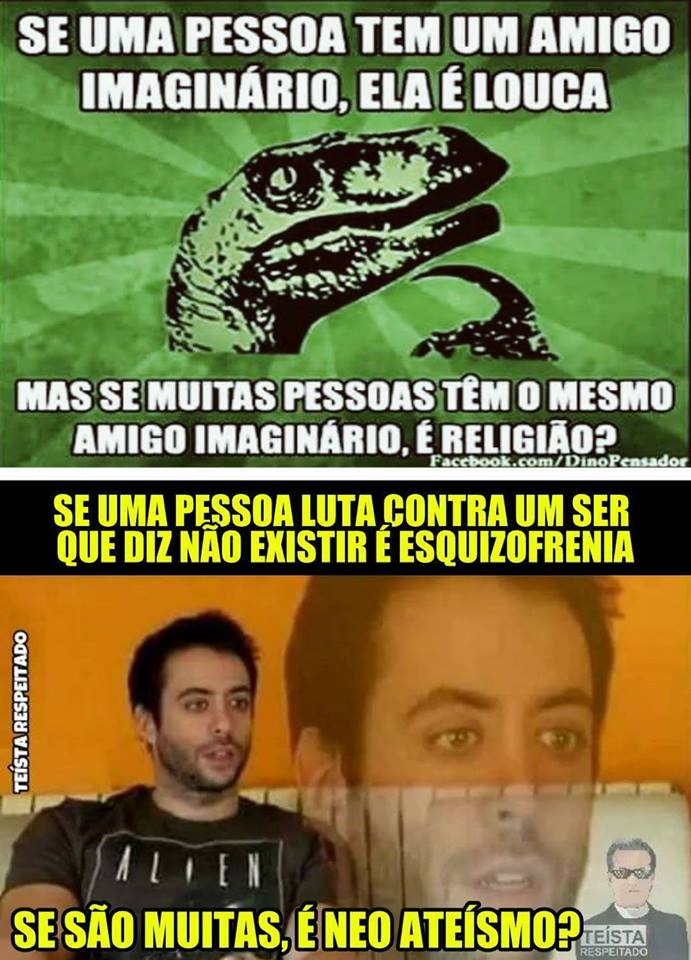 SE UMA PESSOA TEM UM AMIGO
IMAGINÁRIO, ELA É LOUCA
MAS SE MUITAS PESSOAS TÊM O MESMO
AMIGO IMAGINÁRIO, É RELIGIÃO?
Facebook.com/DinoPensador
SE UMA PESSOA LUTA CONTRA UM SER
QUE DIZ NÃO EXISTIR É ESQUIZOFRENIA
TEÍSTA RESPEITADO
ALIEN
SE SÃO MUITAS, É NEO ATEÍSMO?
TEÍSTA
RESPEITADO